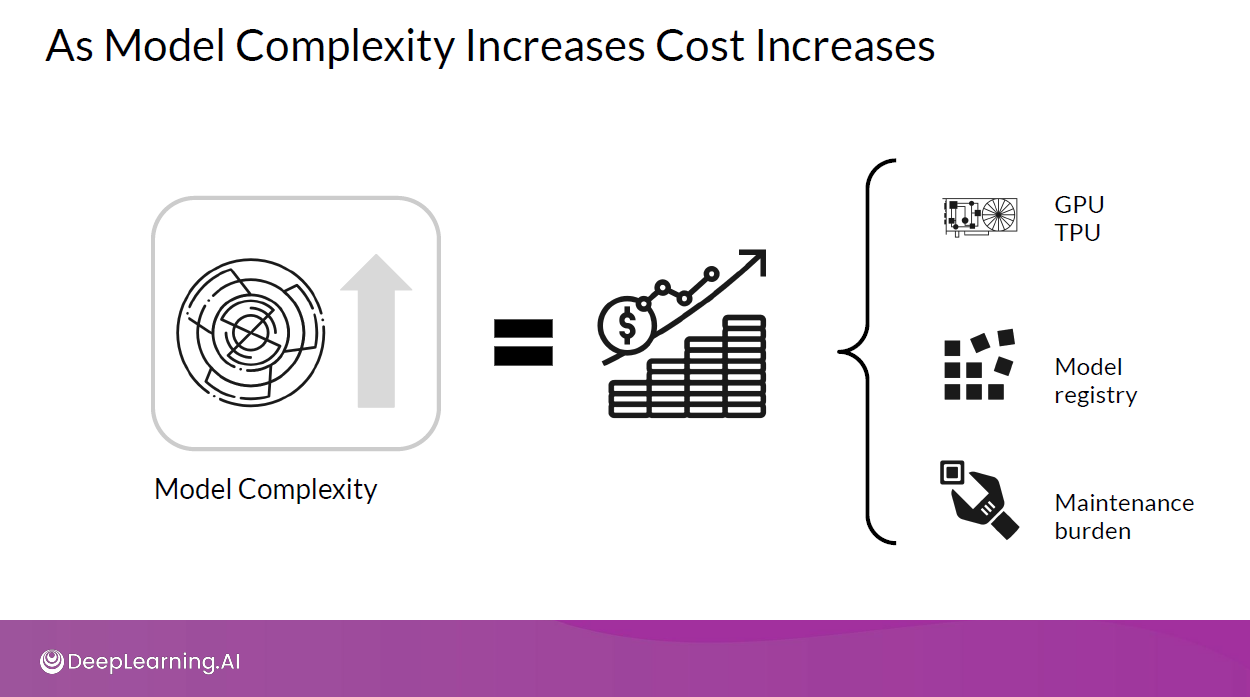 As Model Complexity Increases Cost Increases
GPU
TPU
$
Model
registry
Model Complexity
Maintenance
burden
DeepLearning.AI